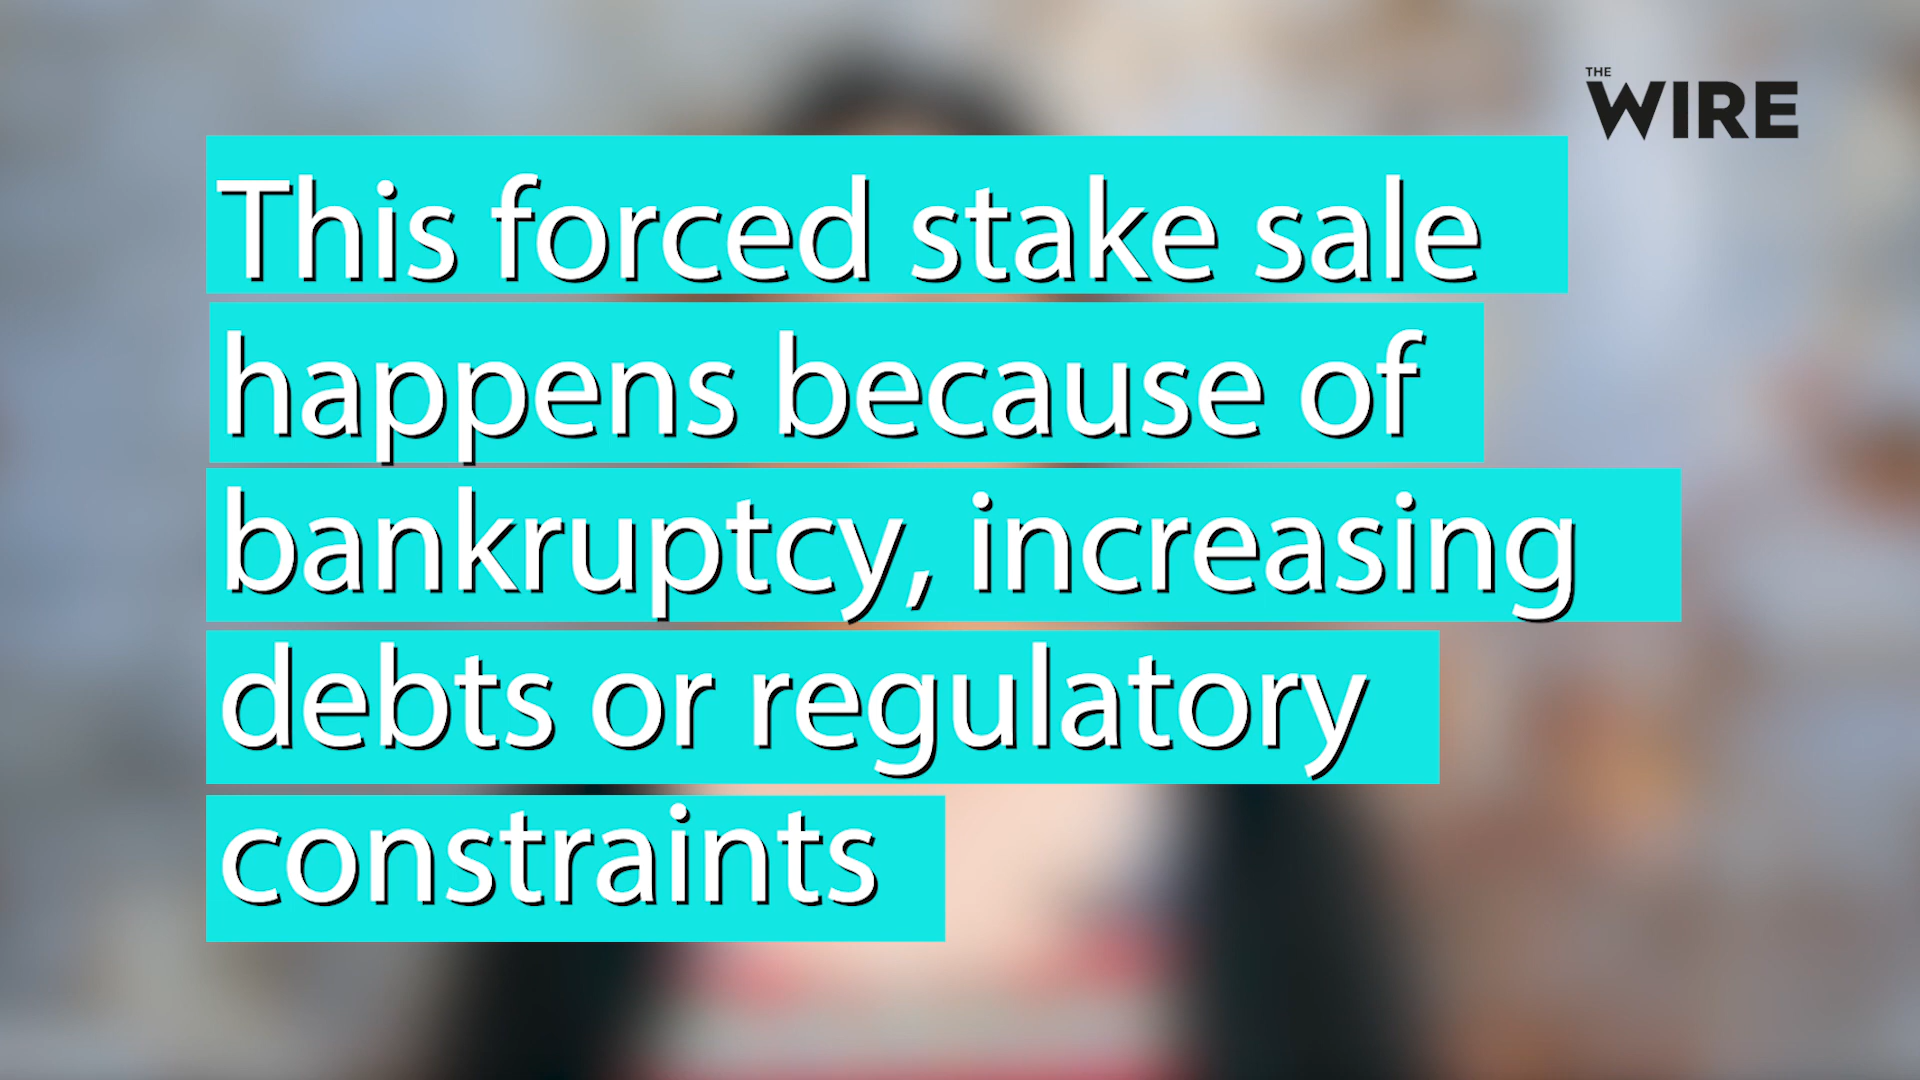 THE
WIRE
This forced stake sale
happens because of
bankruptcy, increasing
debts or regulatory
constraints